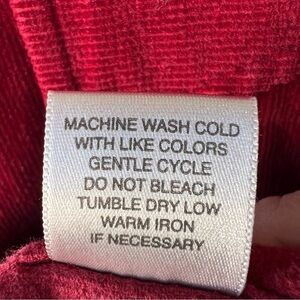 MACHINE WASH COLD
WITH LIKE COLORS
GENTLE CYCLE
DO NOT BLEACH
TUMBLE DRY LOW
WARM IRON
IF NECESSARY